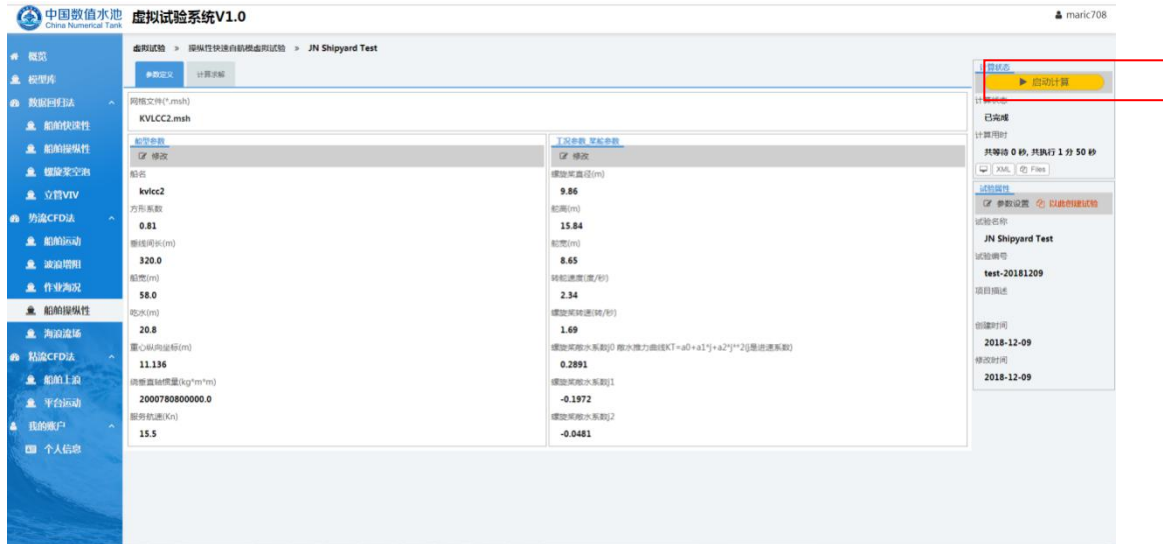 中国数值水池
China Numerical Tank
虚拟试验系统V1.0
maric708
概览
模型库
数据回归法
船舶快速性
船舶操纵性
螺旋桨空泡
立管VIV
势流CFD法
船舶运动
波浪增阻
作业海况
船舶操纵性
海浪流场
粘流CFD法
船舶上浪
平台运动
我的账户
个人信息
虚拟试验 » 操纵性快速自航模虚拟试验 » JN Shipyard Test
参数定义 计算求解
网格文件(*.msh)
KVLCC2.msh
船型参数
修改
船名
kvlcc2
方形系数
0.81
垂线间长(m)
320.0
船宽(m)
58.0
吃水(m)
20.8
重心纵向坐标(m)
11.136
绕垂直轴惯量(kg*m*m)
2000780800000.0
服务航速(Kn)
15.5
工况参数_桨舵参数
修改
螺旋桨直径(m)
9.86
舵高(m)
15.84
舵宽(m)
8.65
转舵速度(度/秒)
2.34
螺旋桨转速(转/秒)
1.69
螺旋桨敞水系数j0 敞水推力曲线KT=a0+a1*j+a2*j**2(j是进速系数)
0.2891
螺旋桨敞水系数j1
-0.1972
螺旋桨敞水系数j2
-0.0481
计算状态
启动计算
计算状态
已完成
计算用时
共等待 0 秒, 共执行 1 分 50 秒
XML Files
试验属性
参数设置 以此创建试验
试验名称
JN Shipyard Test
试验编号
test-20181209
项目描述
创建时间
2018-12-09
修改时间
2018-12-09